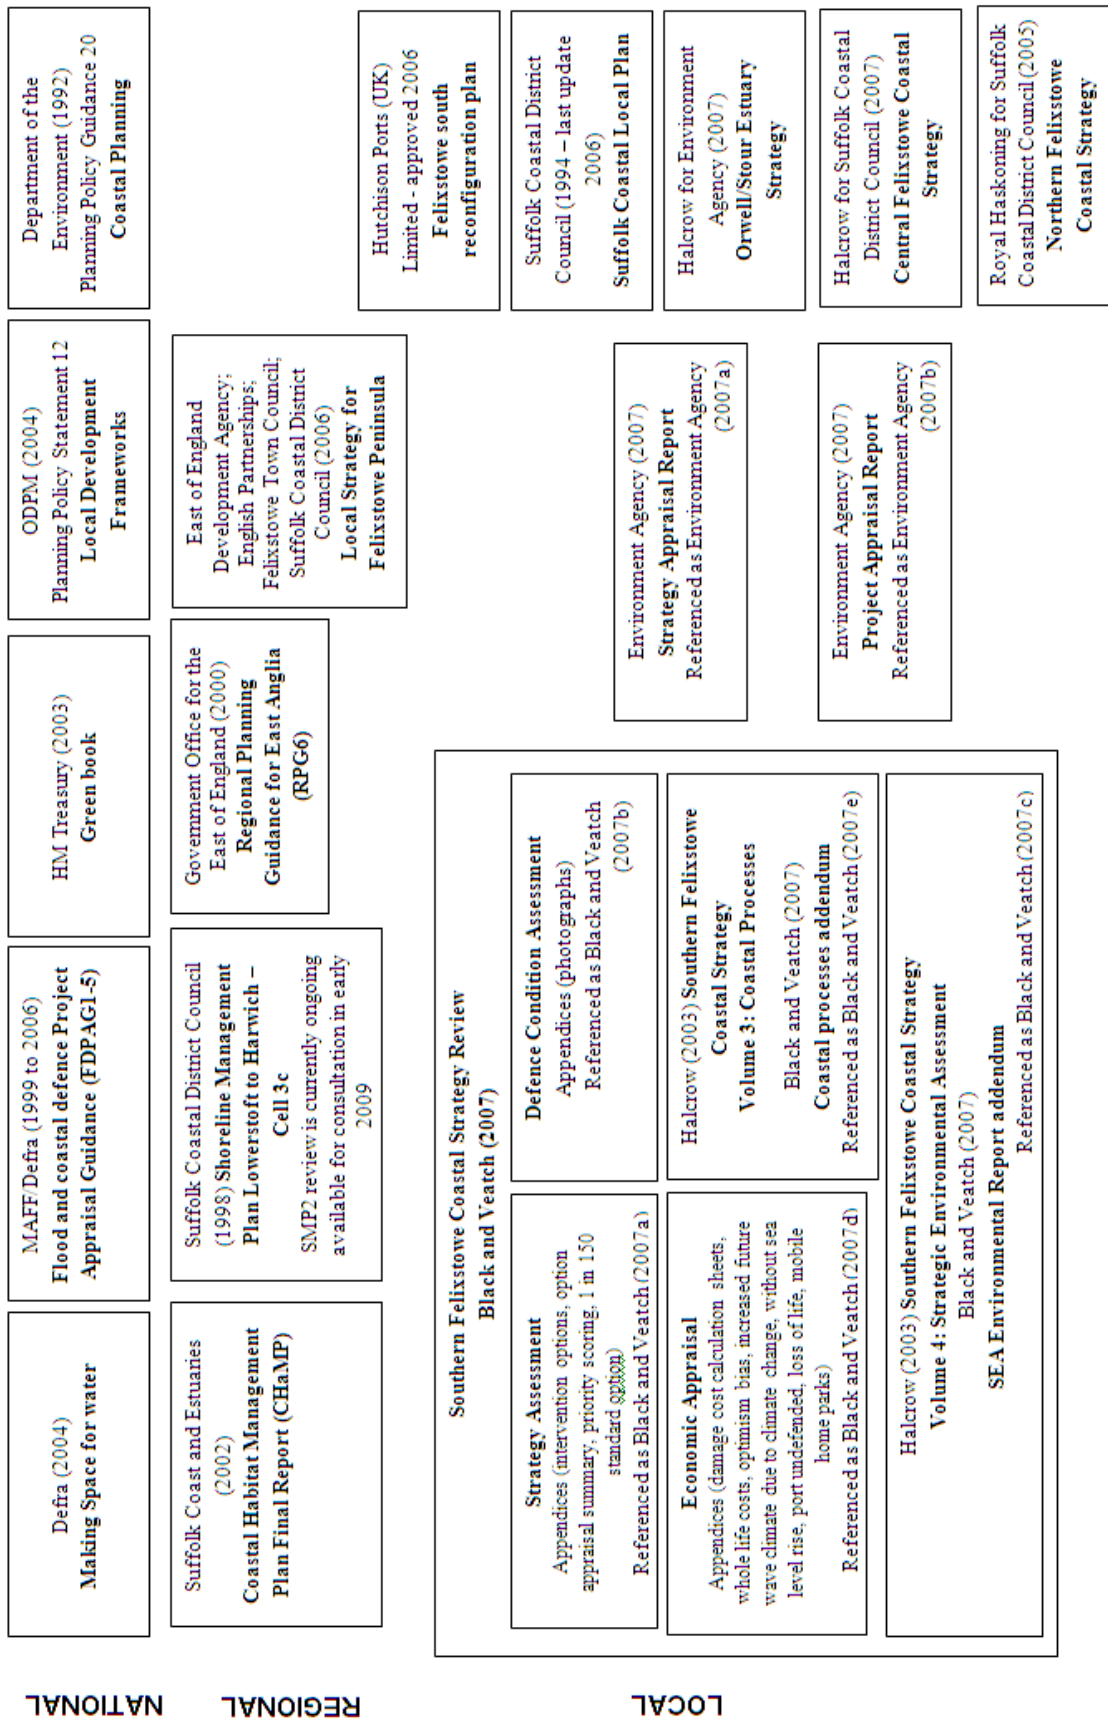 NATIONAL
Defra (2004)
Making Space for water
MAFF/Defra (1999 to 2006)
Flood and coastal defence Project
Appraisal Guidance (FDPAG1-5)
HM Treasury (2003)
Green book
ODPM (2004)
Planning Policy Statement 12
Local Development
Frameworks
Department of the
Environment (1992)
Planning Policy Guidance 20
Coastal Planning
REGIONAL
Suffolk Coast and Estuaries
(2002)
Coastal Habitat Management
Plan Final Report (CHaMP)
Suffolk Coastal District Council
(1998) Shoreline Management
Plan Lowerstoft to Harwich –
Cell 3c
SMP2 review is currently ongoing
available for consultation in early
2009
Government Office for the
East of England (2000)
Regional Planning
Guidance for East Anglia
(RPG6)
East of England
Development Agency;
English Partnerships;
Felixstowe Town Council;
Suffolk Coastal District
Council (2006)
Local Strategy for
Felixstowe Peninsula
LOCAL
Southern Felixstowe Coastal Strategy Review
Black and Veatch (2007)
Strategy Assessment
Appendices (intervention options, option
appraisal summary, priority scoring, 1 in 150
standard option)
Referenced as Black and Veatch (2007a)
Defence Condition Assessment
Appendices (photographs)
Referenced as Black and Veatch
(2007b)
Economic Appraisal
Appendices (damage cost calculation sheets,
whole life costs, optimism bias, increased future
wave climate due to climate change, without sea
level rise, port undefended, loss of life, mobile
home parks)
Referenced as Black and Veatch (2007d)
Halcrow (2003) Southern Felixstowe
Coastal Strategy
Volume 3: Coastal Processes
Black and Veatch (2007)
Coastal processes addendum
Referenced as Black and Veatch (2007e)
Halcrow (2003) Southern Felixstowe Coastal Strategy
Volume 4: Strategic Environmental Assessment
Black and Veatch (2007)
SEA Environmental Report addendum
Referenced as Black and Veatch (2007c)
Environment Agency (2007)
Strategy Appraisal Report
Referenced as Environment Agency
(2007a)
Environment Agency (2007)
Project Appraisal Report
Referenced as Environment Agency
(2007b)
Hutchison Ports (UK)
Limited - approved 2006
Felixstowe south
reconfiguration plan
Suffolk Coastal District
Council (1994 – last update
2006)
Suffolk Coastal Local Plan
Halcrow for Environment
Agency (2007)
Orwell/Stour Estuary
Strategy
Halcrow for Suffolk Coastal
District Council (2007)
Central Felixstowe Coastal
Strategy
Royal Haskoning for Suffolk
Coastal District Council (2005)
Northern Felixstowe
Coastal Strategy